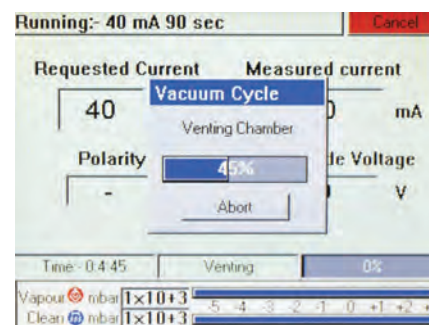 Running:- 40 mA 90 sec Cancel
Requested Current Measured current
40 mA
Vacuum Cycle
Venting Chamber
45%
Abort
Polarity Voltage
- V
Time:- 0:4:45 Venting 0%
Vapour mbar 1x10+3
Clean mbar 1x10+3 -5 -4 -3 -2 -1 0 +1 +2